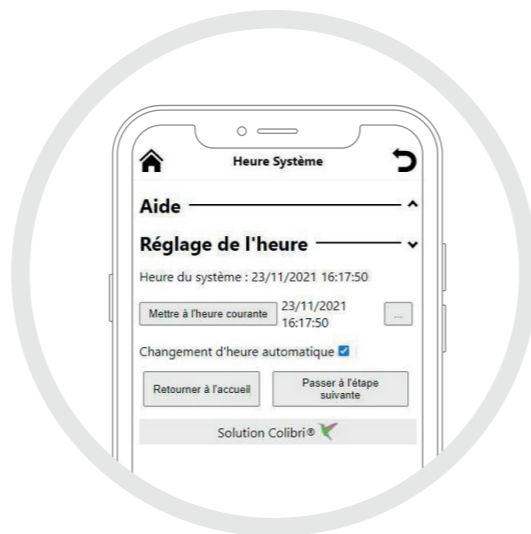 Heure Système
Aide
Réglage de l'heure
Heure du système : 23/11/2021 16:17:50
Mettre à l'heure courante 23/11/2021
16:17:50 ...
Changement d'heure automatique
Retourner à l'accueil Passer à l'étape
suivante
Solution Colibri®